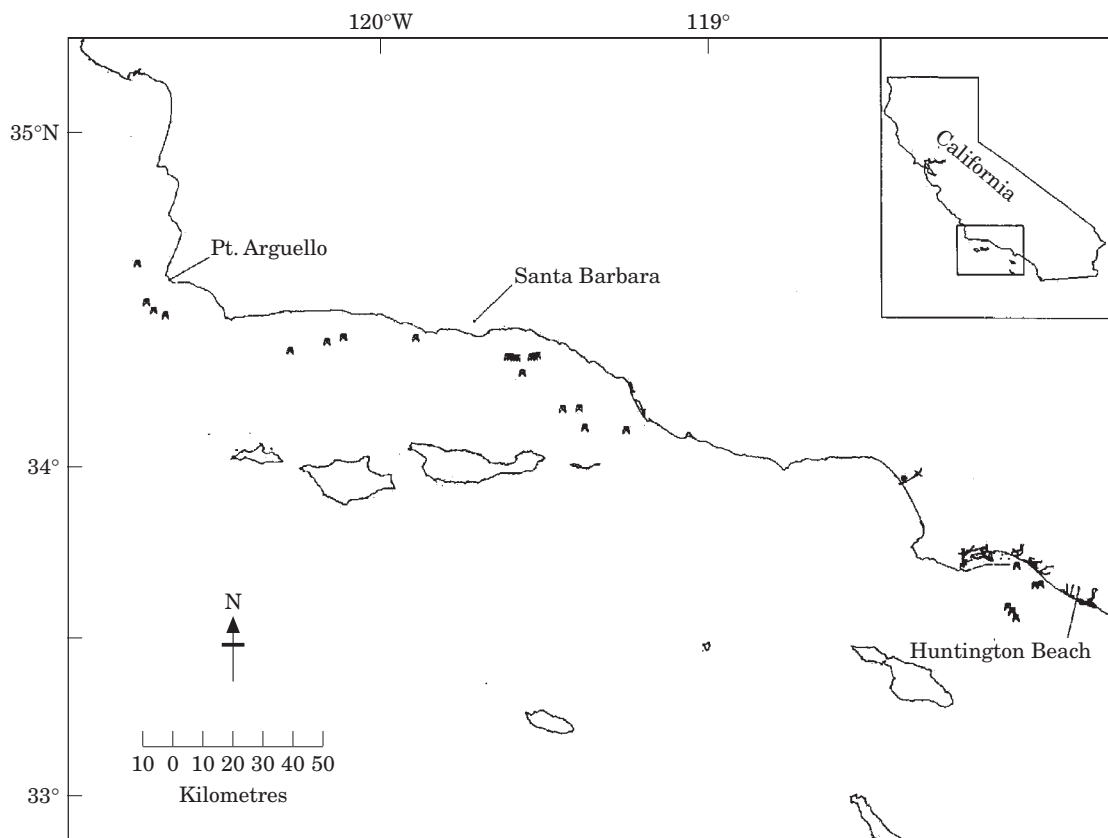 120°W
119°
35°N
California
Pt. Arguello
Santa Barbara
34°
N
Huntington Beach
10 0 10 20 30 40 50
Kilometres
33°